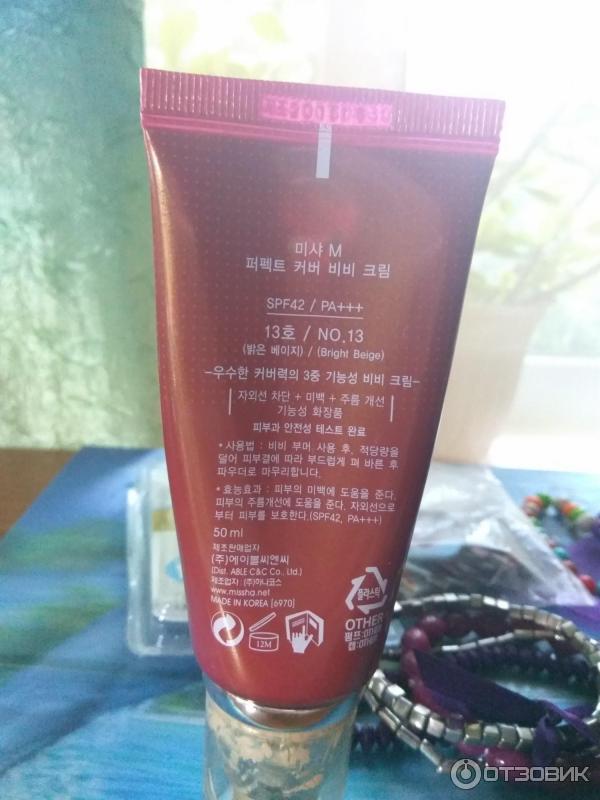 미샤 M
퍼펙트 커버 비비 크림
SPF42 / PA+++
13호 / NO.13
(밝은 베이지) / (Bright Beige)
-우수한 커버력의 3중 기능성 비비 크림-
자외선 차단 + 미백 + 주름 개선
기능성 화장품
피부과 안전성 테스트 완료
• 사용법 : 비비 부머 사용 후, 적당량을
덜어 피부결에 따라 부드럽게 펴 바른 후
파우더로 마무리합니다.
• 효능효과 : 피부의 미백에 도움을 준다.
피부의 주름개선에 도움을 준다. 자외선으로
부터 피부를 보호한다.(SPF42, PA+++)
50 ml
제조판매업자
(주)에이블씨엔씨
(Dist. ABLE C&C Co., Ltd.)
제조업자 : (주)하나코스
www.missha.net
MADE IN KOREA [6970]
12M
플라스틱
OTHER
펌프:OTHER
캡:OTHER
ОТЗОВИК